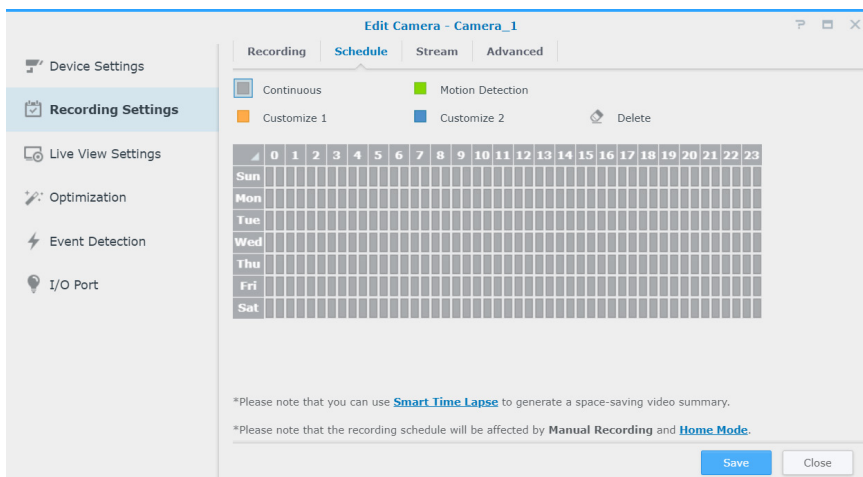 Edit Camera - Camera_1
Device Settings
Recording Settings
Live View Settings
Optimization
Event Detection
I/O Port
Recording Schedule Stream Advanced
Continuous Motion Detection
Customize 1 Customize 2 Delete
0 1 2 3 4 5 6 7 8 9 10 11 12 13 14 15 16 17 18 19 20 21 22 23
Sun
Mon
Tue
Wed
Thu
Fri
Sat
*Please note that you can use Smart Time Lapse to generate a space-saving video summary.
*Please note that the recording schedule will be affected by Manual Recording and Home Mode.
Save Close